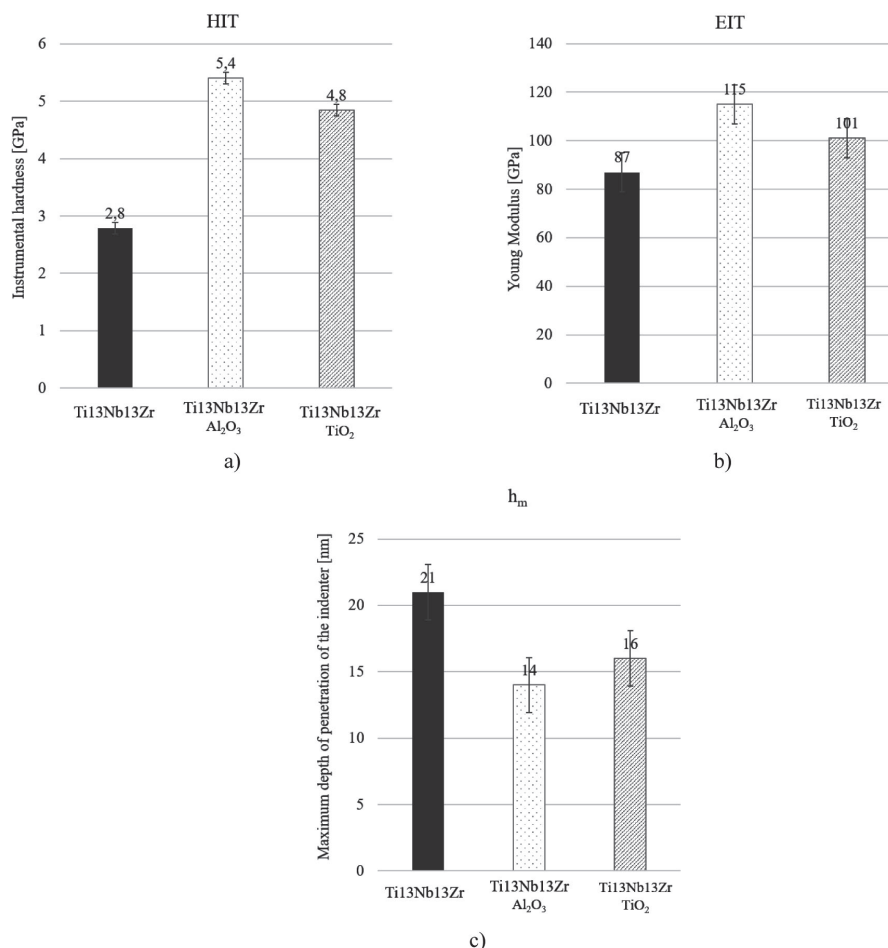 HIT
Instrumental hardness [GPa]
6
5
4
3
2
1
0
2,8
5,4
4,8
Ti13Nb13Zr
Ti13Nb13Zr
Al₂O₃
Ti13Nb13Zr
TiO₂
a)
EIT
Young Modulus [GPa]
140
120
100
80
60
40
20
0
87
115
101
Ti13Nb13Zr
Ti13Nb13Zr
Al₂O₃
Ti13Nb13Zr
TiO₂
b)
hₘ
Maximum depth of penetration of the indenter [nm]
25
20
15
10
5
0
21
14
16
Ti13Nb13Zr
Ti13Nb13Zr
Al₂O₃
Ti13Nb13Zr
TiO₂
c)